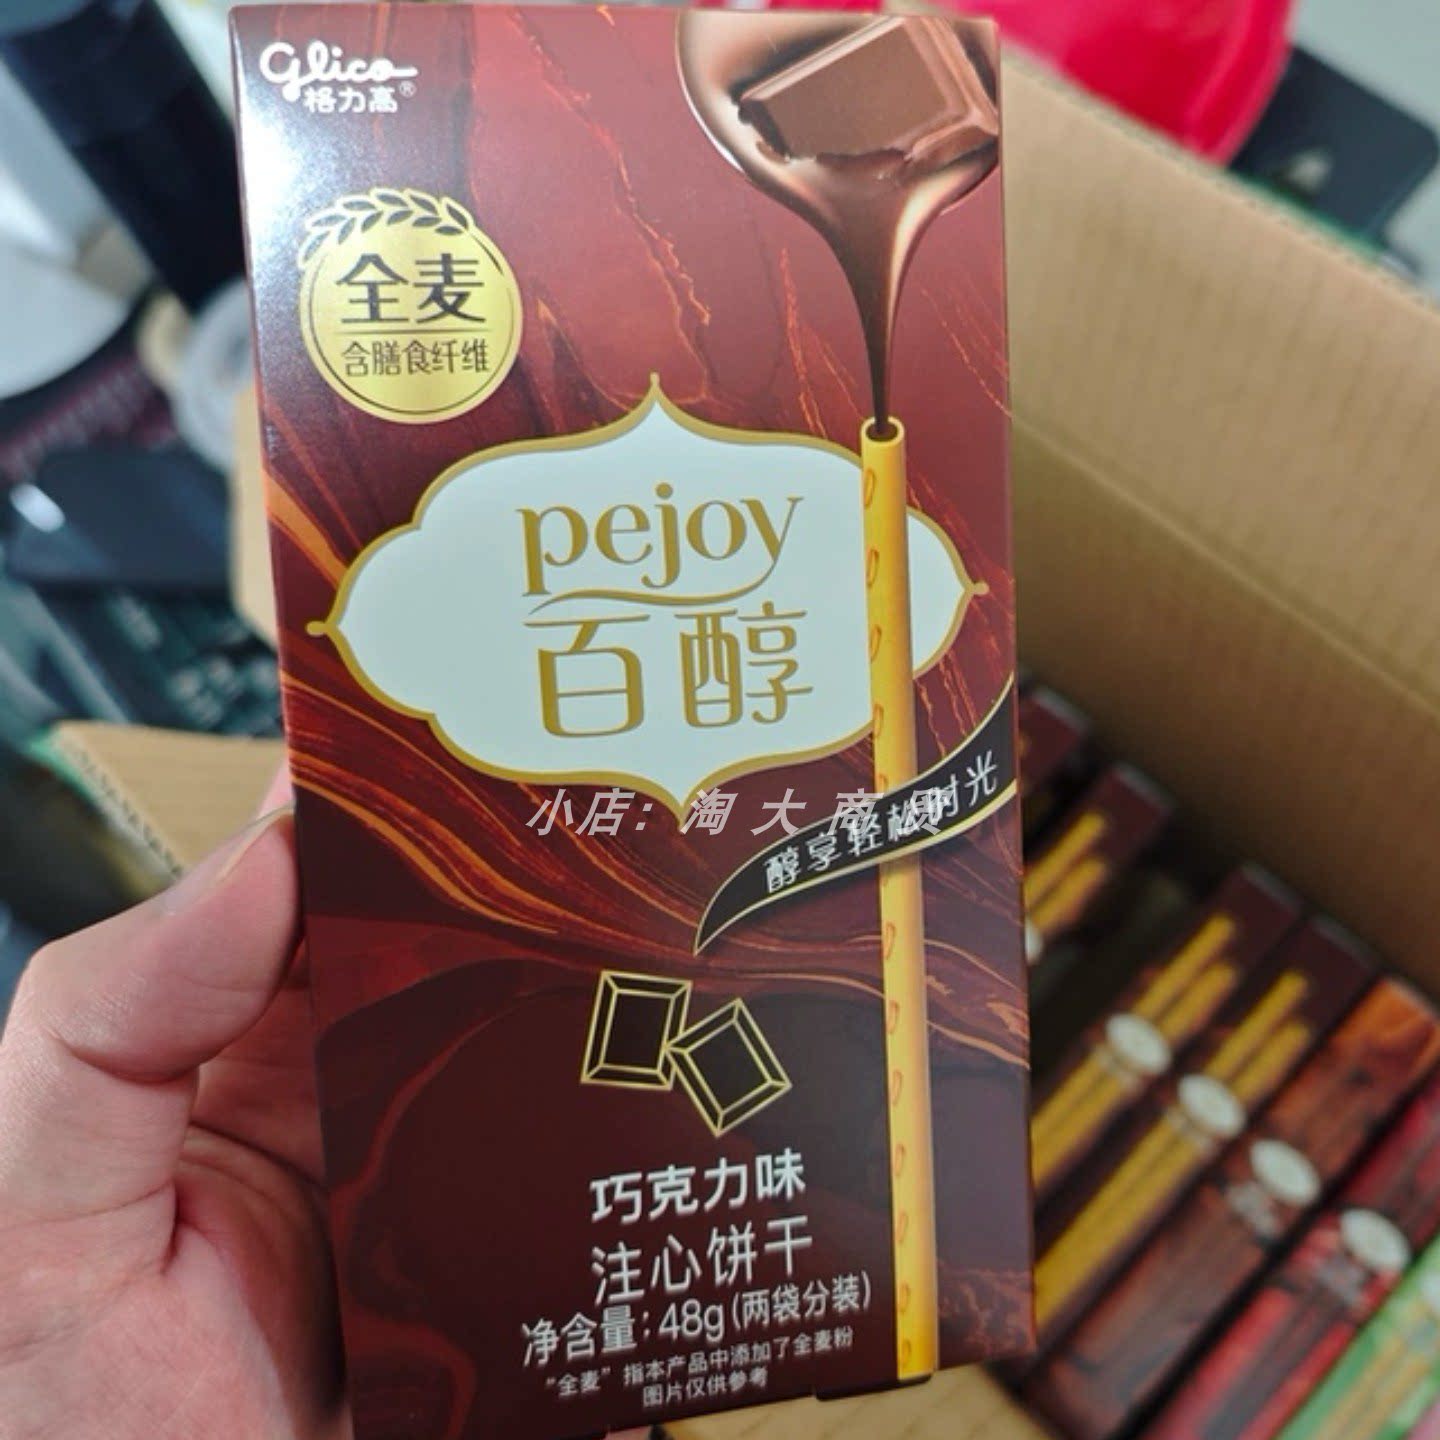 Glico
格力高®
全麦
含膳食纤维
pejoy
百醇
小店：淘大商贸
醇享轻松时光
巧克力味
注心饼干
净含量：48g(两袋分装)
“全麦”指本产品中添加了全麦粉
图片仅供参考